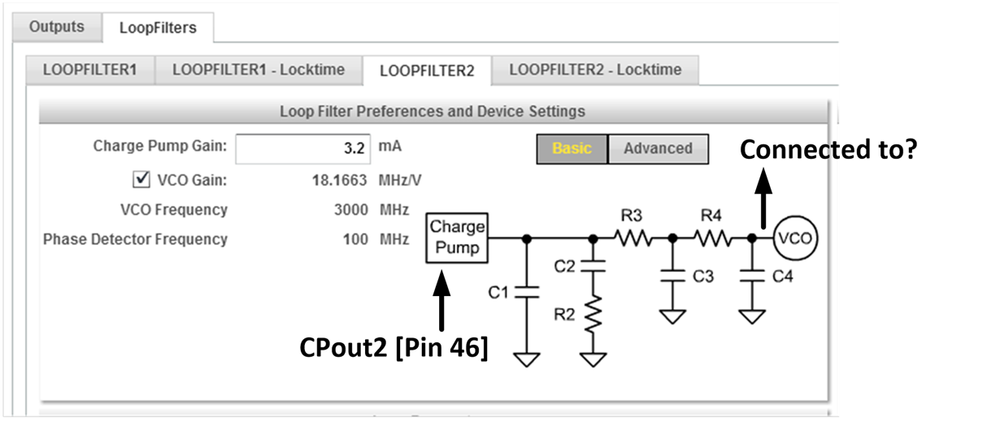 Outputs LoopFilters
LOOPFILTER1 LOOPFILTER1 - Locktime LOOPFILTER2 LOOPFILTER2 - Locktime
Loop Filter Preferences and Device Settings
Charge Pump Gain: 3.2 mA Basic Advanced
Connected to?
VCO Gain: 18.1663 MHz/V
VCO Frequency 3000 MHz
Phase Detector Frequency 100 MHz
Charge
Pump
R3 R4
VCO
C2
C3 C4
C1
R2
CPout2 [Pin 46]